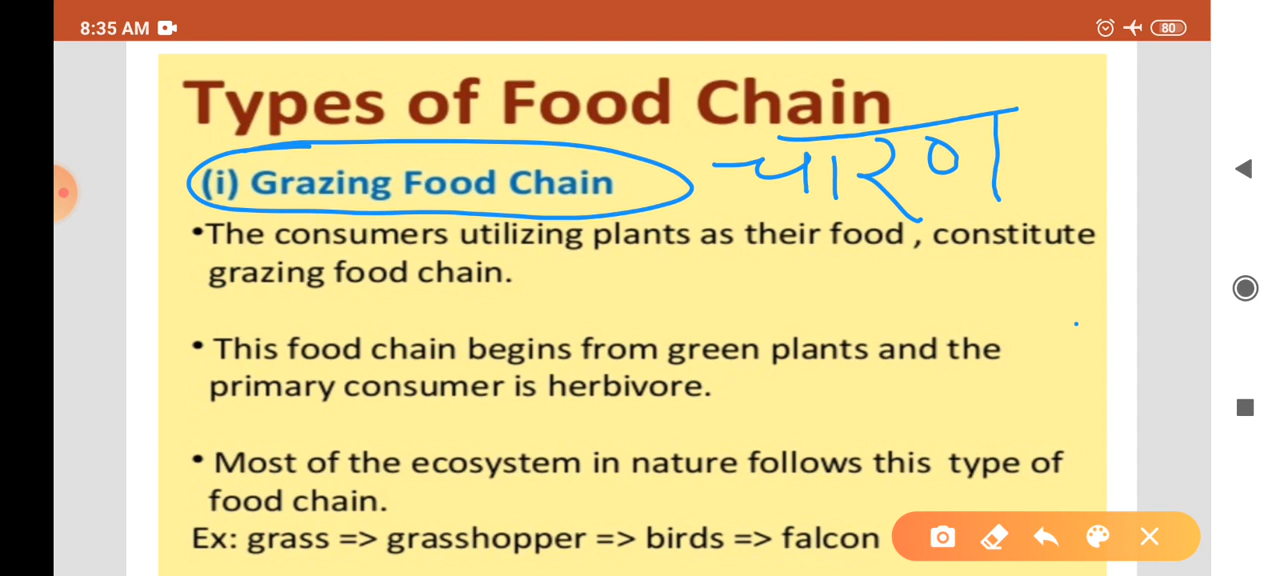 8:35 AM
80
Types of Food Chain
(i) Grazing Food Chain चारण
•The consumers utilizing plants as their food , constitute
grazing food chain.
• This food chain begins from green plants and the
primary consumer is herbivore.
• Most of the ecosystem in nature follows this type of
food chain.
Ex: grass => grasshopper => birds => falcon